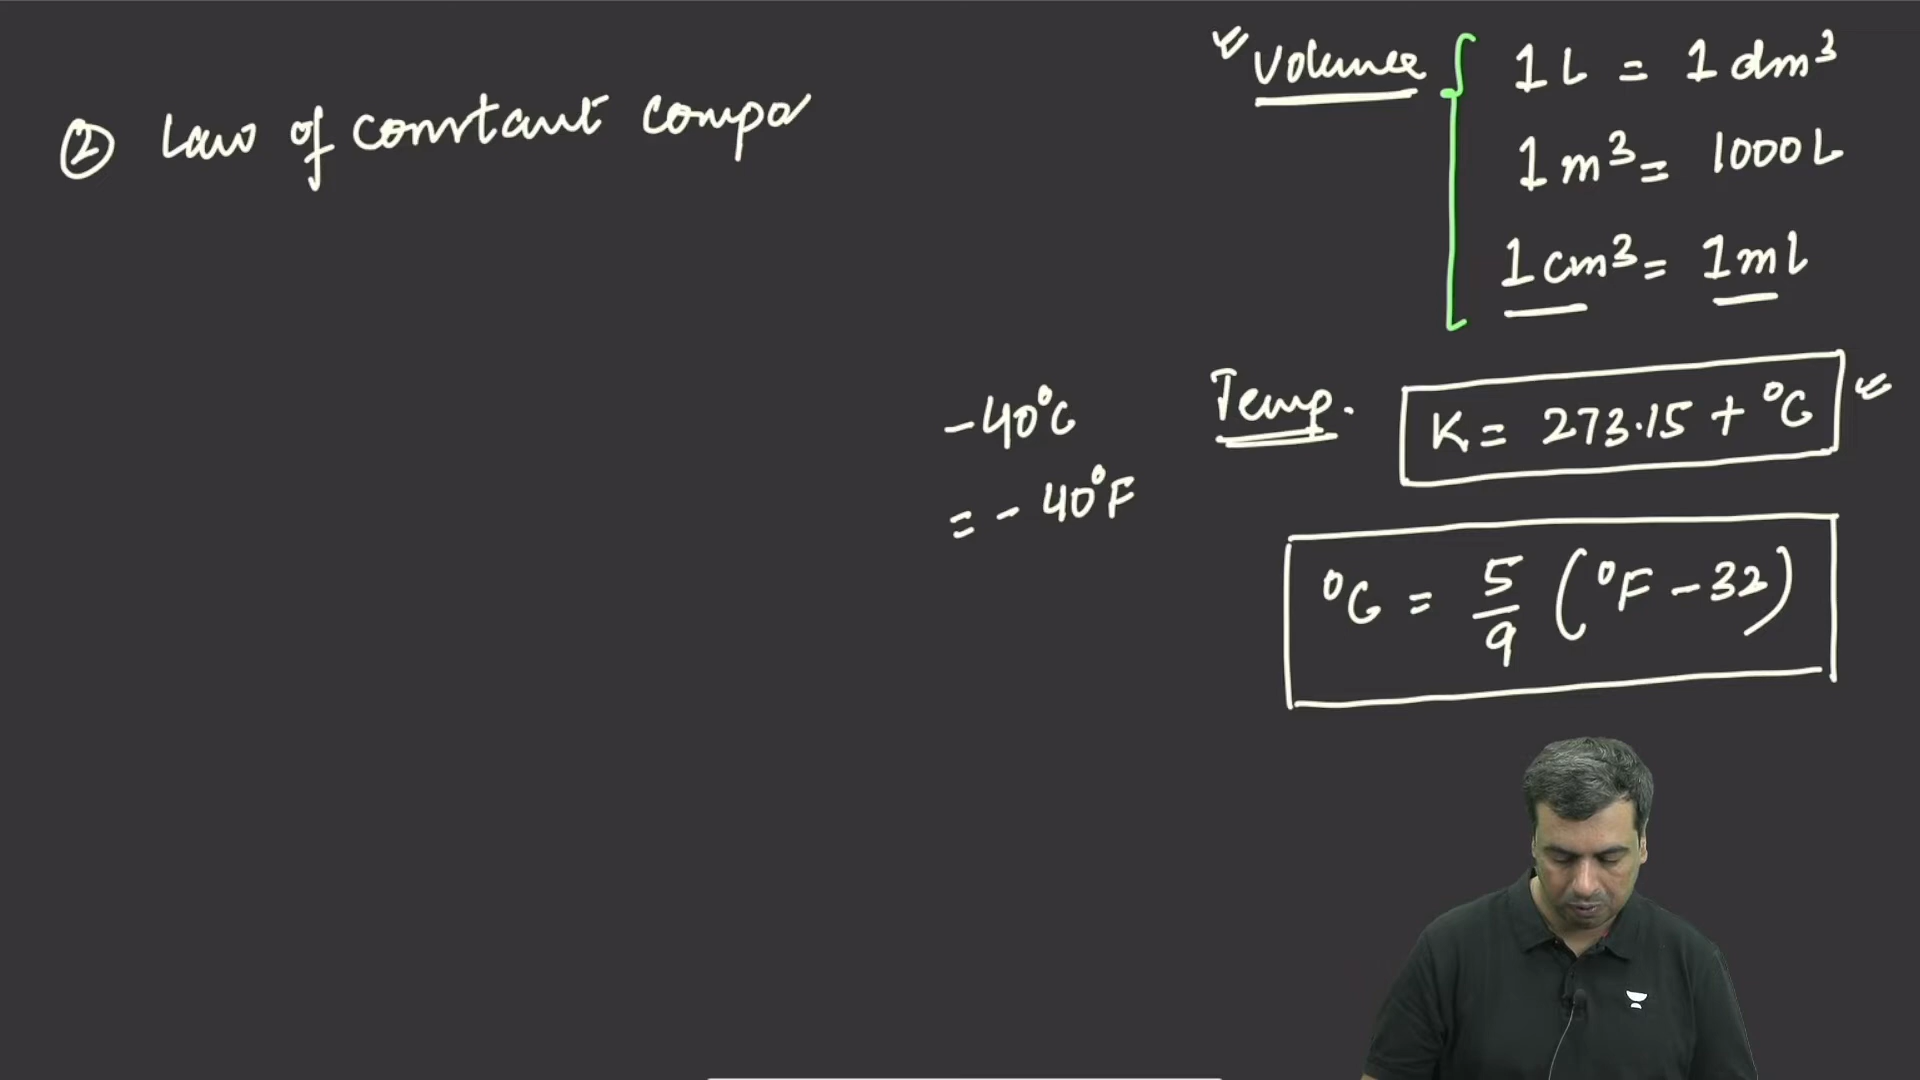 ② Law of constant compo
Volume
1 L = 1 dm³
1 m³ = 1000 L
1 cm³ = 1 ml
-40°C
= -40°F
Temp.
K = 273.15 + °C
°C = 5/9 (°F - 32)